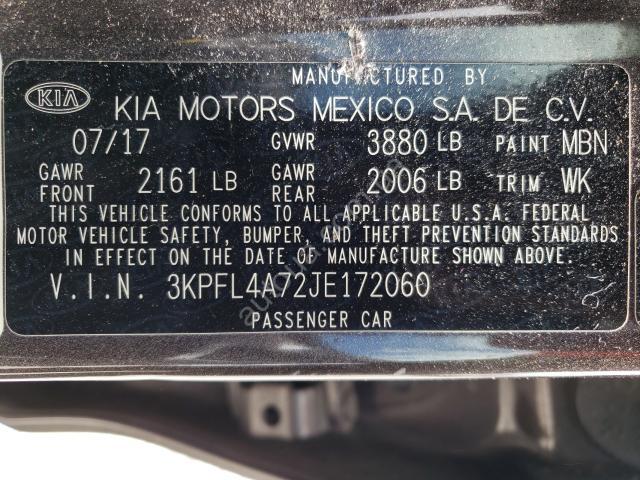 MANUFACTURED BY
KIA KIA MOTORS MEXICO S.A. DE C.V.
07/17 GVWR 3880 LB PAINT MBN
GAWR FRONT 2161 LB GAWR REAR 2006 LB TRIM WK
THIS VEHICLE CONFORMS TO ALL APPLICABLE U.S.A. FEDERAL
MOTOR VEHICLE SAFETY, BUMPER, AND THEFT PREVENTION STANDARDS
IN EFFECT ON THE DATE OF MANUFACTURE SHOWN ABOVE.
V.I.N. 3KPFL4A72JE172060
PASSENGER CAR